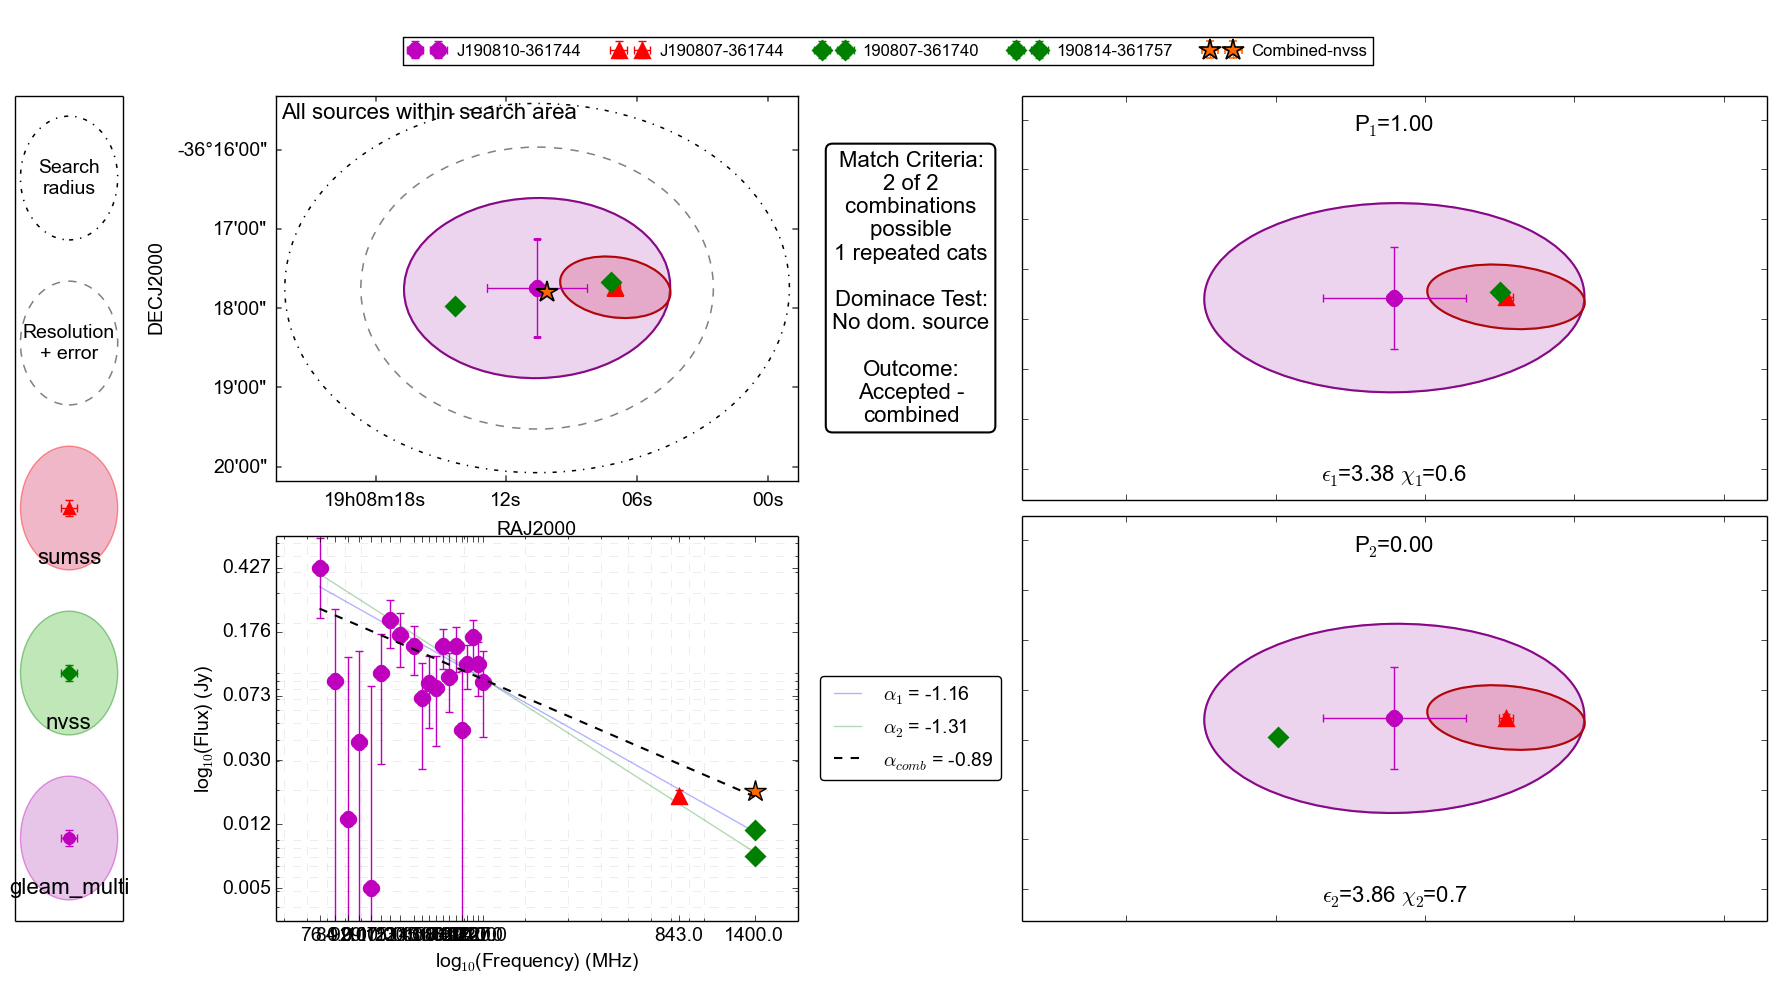 J190810-361744 J190807-361744 190807-361740 190814-361757 Combined-nvss
Search
radius
Resolution
+ error
sumss
nvss
gleam_multi
All sources within search area
-36°16'00"
17'00"
18'00"
19'00"
20'00"
DECJ2000
19h08m18s 12s 06s 00s
RAJ2000
Match Criteria:
2 of 2
combinations
possible
1 repeated cats
Dominace Test:
No dom. source
Outcome:
Accepted -
combined
P1=1.00
ϵ1=3.38 χ1=0.6
P2=0.00
ϵ2=3.86 χ2=0.7
0.427
0.176
0.073
0.030
0.012
0.005
log10(Flux) (Jy)
843.0 1400.0
log10(Frequency) (MHz)
α1 = -1.16
α2 = -1.31
αcomb = -0.89